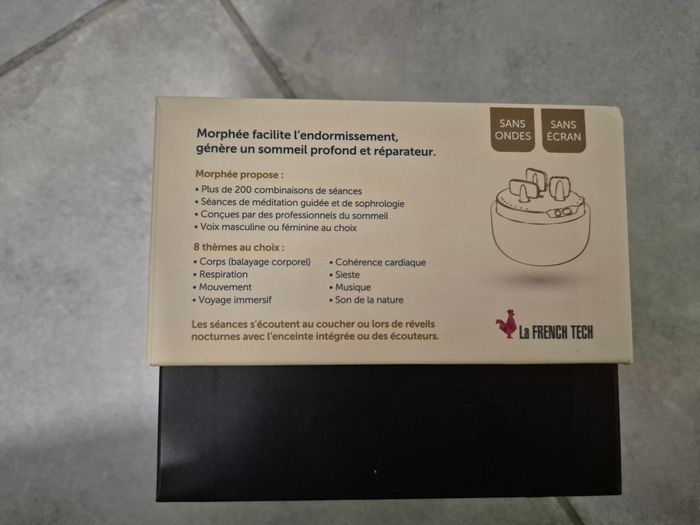 SANS
ONDES
SANS
ÉCRAN
Morphée facilite l'endormissement,
génère un sommeil profond et réparateur.
Morphée propose :
• Plus de 200 combinaisons de séances
• Séances de méditation guidée et de sophrologie
• Conçues par des professionnels du sommeil
• Voix masculine ou féminine au choix
8 thèmes au choix :
• Corps (balayage corporel)
• Respiration
• Mouvement
• Voyage immersif
• Cohérence cardiaque
• Sieste
• Musique
• Son de la nature
Les séances s'écoutent au coucher ou lors de réveils
nocturnes avec l'enceinte intégrée ou des écouteurs.
La FRENCH TECH